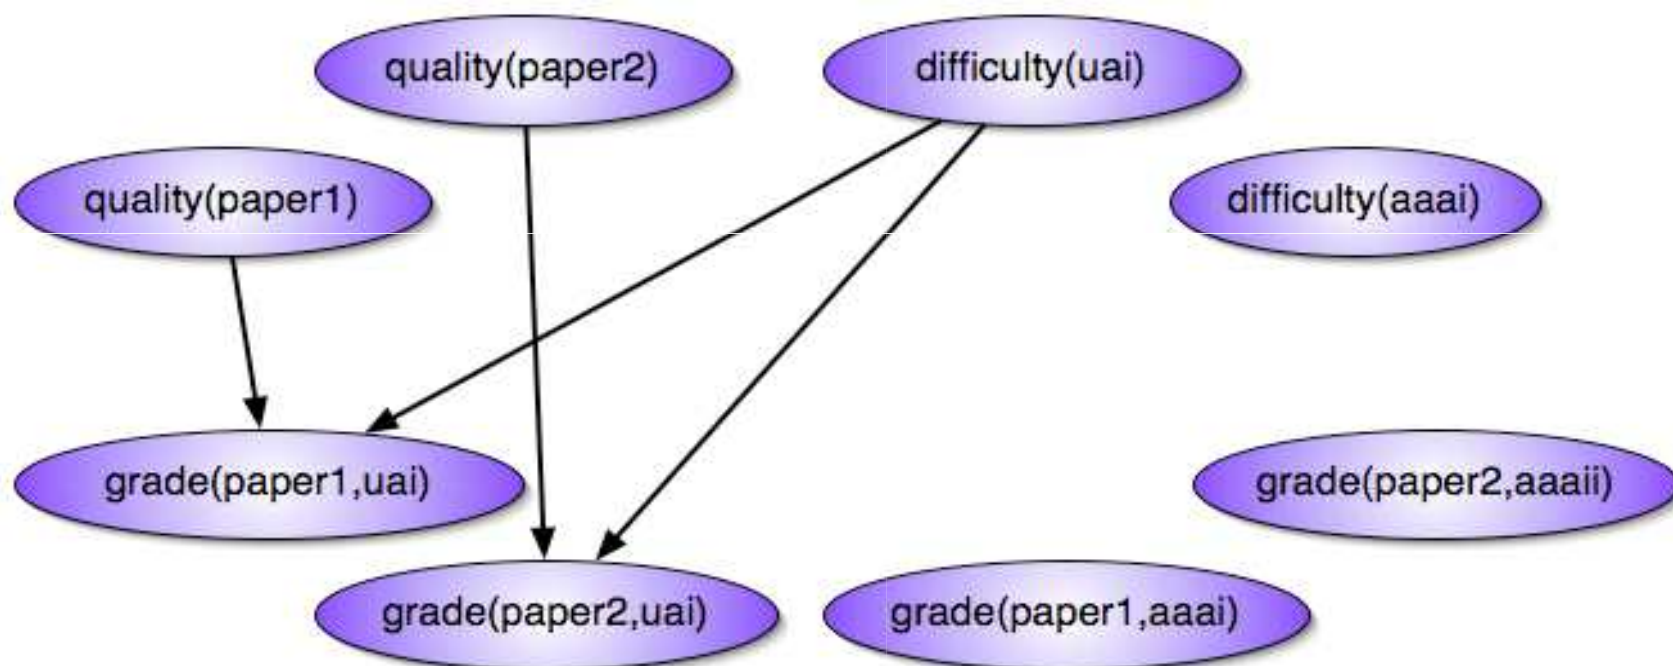 quality(paper2)
difficulty(uai)
quality(paper1)
difficulty(aaai)
grade(paper1,uai)
grade(paper2,aaaii)
grade(paper2,uai)
grade(paper1,aaai)